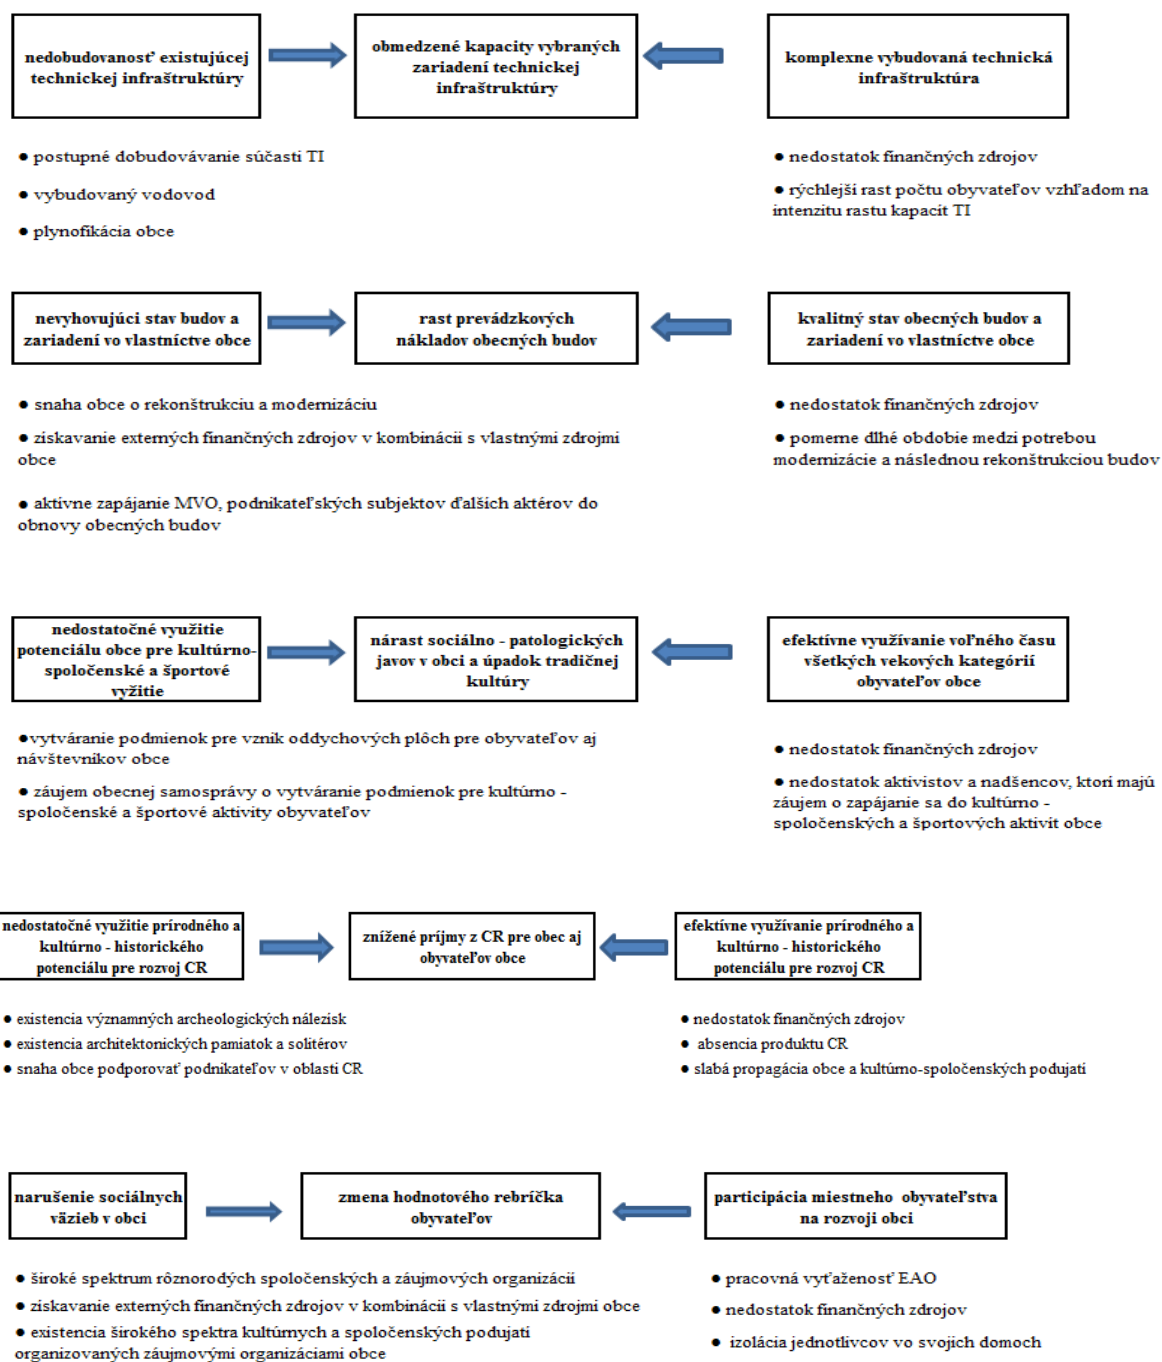 nedobudovanosť existujúcej
technickej infraštruktúry
obmedzené kapacity vybraných
zariadení technickej
infraštruktúry
komplexne vybudovaná technická
infraštruktúra
● postupné dobudovávanie súčasti TI
● vybudovaný vodovod
● plynofikácia obce
● nedostatok finančných zdrojov
● rýchlejší rast počtu obyvateľov vzhľadom na
intenzitu rastu kapacít TI
nevyhovujúci stav budov a
zariadení vo vlastníctve obce
rast prevádzkových
nákladov obecných budov
kvalitný stav obecných budov a
zariadení vo vlastníctve obce
● snaha obce o rekonštrukciu a modernizáciu
● získavanie externých finančných zdrojov v kombinácii s vlastnými zdrojmi
obce
● aktívne zapájanie MVO, podnikateľských subjektov ďalších aktérov do
obnovy obecných budov
● nedostatok finančných zdrojov
● pomerne dlhé obdobie medzi potrebou
modernizácie a následnou rekonštrukciou budov
nedostatočné využitie
potenciálu obce pre kultúrno-
spoločenské a športové
vyžitie
nárast sociálno - patologických
javov v obci a úpadok tradičnej
kultúry
efektívne využívanie voľného času
všetkých vekových kategórií
obyvateľov obce
●vytváranie podmienok pre vznik oddychových plôch pre obyvateľov aj
návštevníkov obce
● záujem obecnej samosprávy o vytváranie podmienok pre kultúrno -
spoločenské a športové aktivity obyvateľov
● nedostatok finančných zdrojov
● nedostatok aktivistov a nadšencov, ktorí majú
záujem o zapájanie sa do kultúrno -
spoločenských a športových aktivít obce
nedostatočné využitie prírodného a
kultúrno - historického
potenciálu pre rozvoj CR
znížené príjmy z CR pre obec aj
obyvateľov obce
efektívne využívanie prírodného a
kultúrno - historického
potenciálu pre rozvoj CR
● existencia významných archeologických nálezísk
● existencia architektonických pamiatok a solitérov
● snaha obce podporovať podnikateľov v oblasti CR
● nedostatok finančných zdrojov
● absencia produktu CR
● slabá propagácia obce a kultúrno-spoločenských podujatí
narušenie sociálnych
väzieb v obci
zmena hodnotového rebríčka
obyvateľov
participácia miestneho obyvateľstva
na rozvoji obci
● široké spektrum rôznorodých spoločenských a záujmových organizácií
● získavanie externých finančných zdrojov v kombinácii s vlastnými zdrojmi obce
● existencia širokého spektra kultúrnych a spoločenských podujatí
organizovaných záujmovými organizáciami obce
● pracovná vyťaženosť EAO
● nedostatok finančných zdrojov
● izolácia jednotlivcov vo svojich domoch